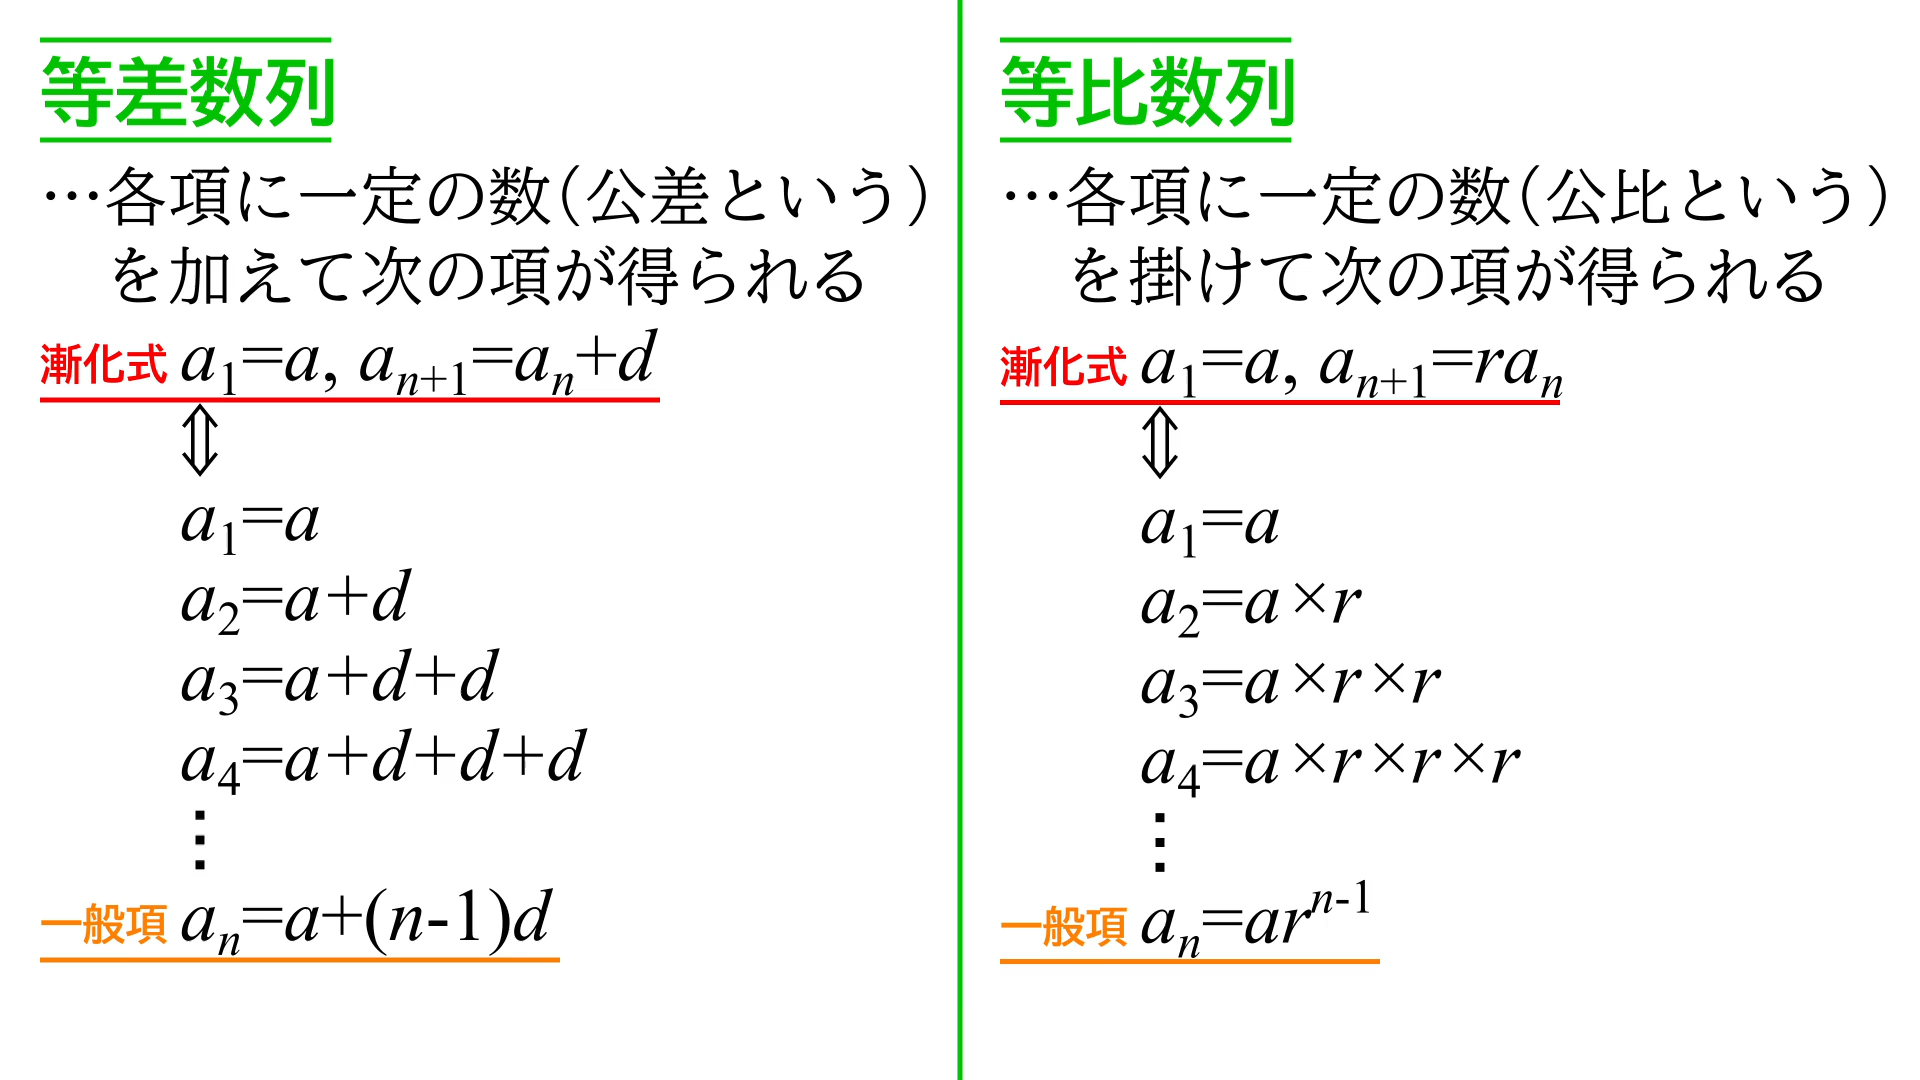 等差数列
…各項に一定の数(公差という)
を加えて次の項が得られる
漸化式 a₁=a, aₙ₊₁=aₙ+d
⇕
a₁=a
a₂=a+d
a₃=a+d+d
a₄=a+d+d+d
⋮
一般項 aₙ=a+(n-1)d
等比数列
…各項に一定の数(公比という)
を掛けて次の項が得られる
漸化式 a₁=a, aₙ₊₁=raₙ
⇕
a₁=a
a₂=a×r
a₃=a×r×r
a₄=a×r×r×r
⋮
一般項 aₙ=arⁿ⁻¹